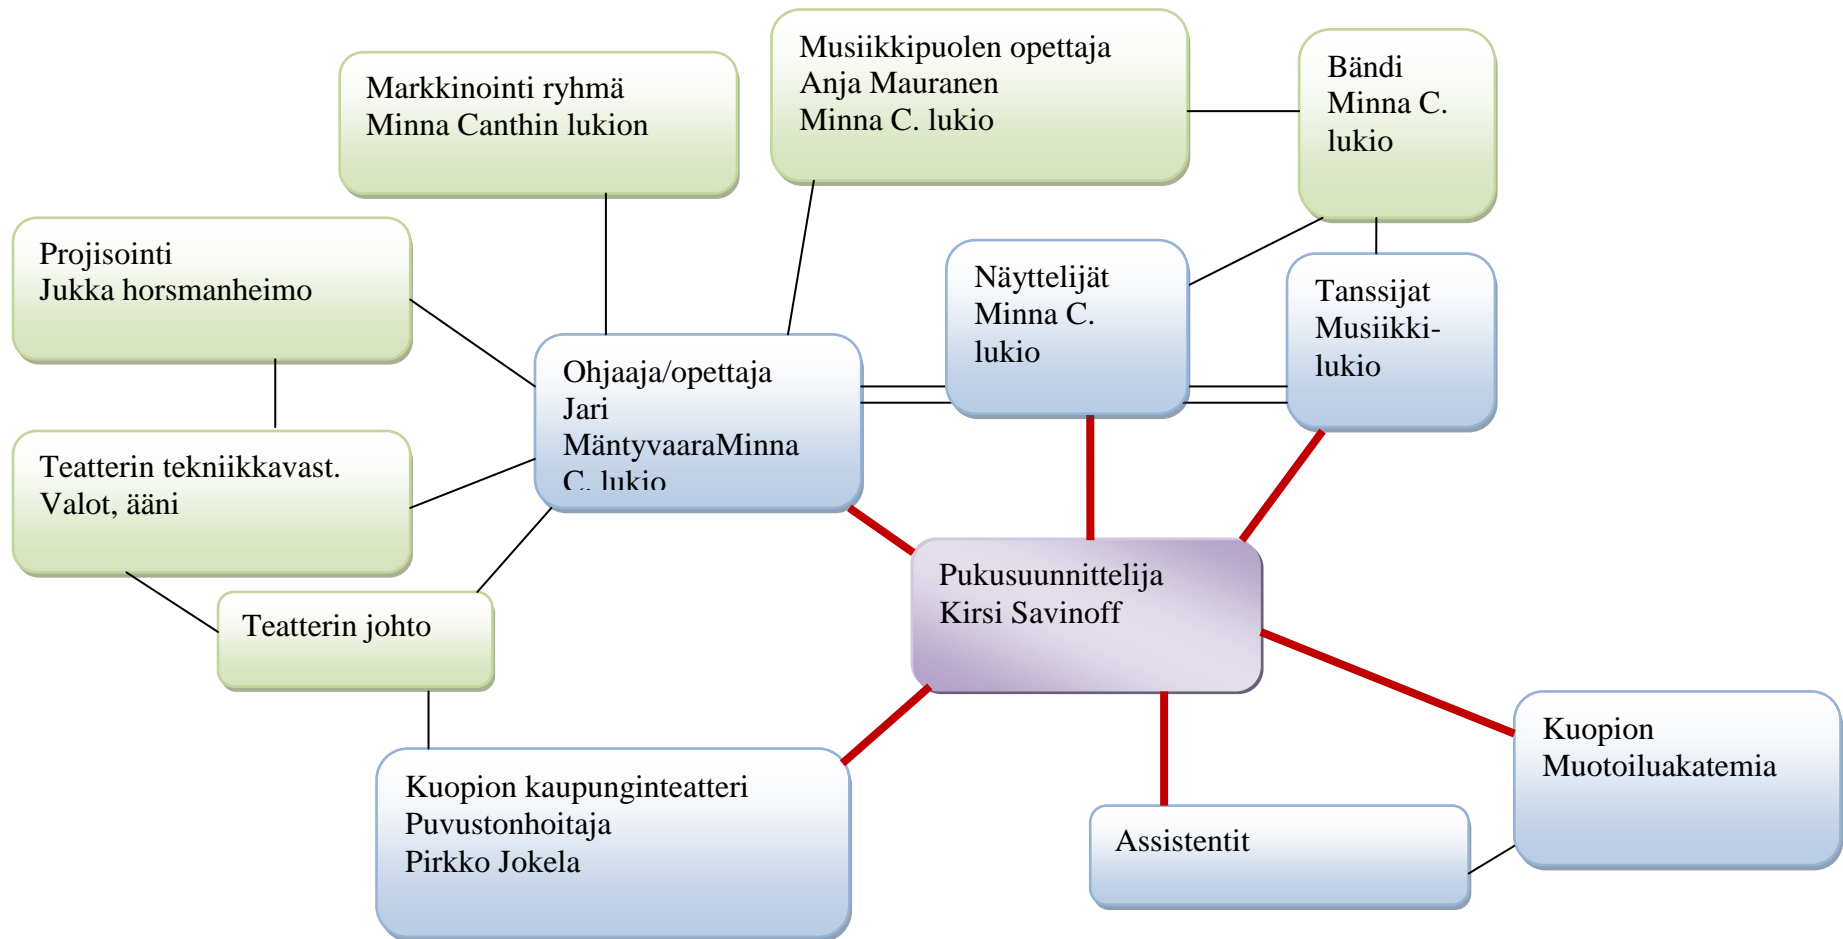 Markkinointi ryhmä
Minna Canthin lukion
Musiikkipuolen opettaja
Anja Mauranen
Minna C. lukio
Bändi
Minna C.
lukio
Projisointi
Jukka horsmanheimo
Näyttelijät
Minna C.
lukio
Tanssijat
Musiikki-
lukio
Ohjaaja/opettaja
Jari
MäntyvaaraMinna
C. lukio
Teatterin tekniikkavast.
Valot, ääni
Teatterin johto
Pukusuunnittelija
Kirsi Savinoff
Kuopion kaupunginteatteri
Puvustonhoitaja
Pirkko Jokela
Assistentit
Kuopion
Muotoiluakatemia